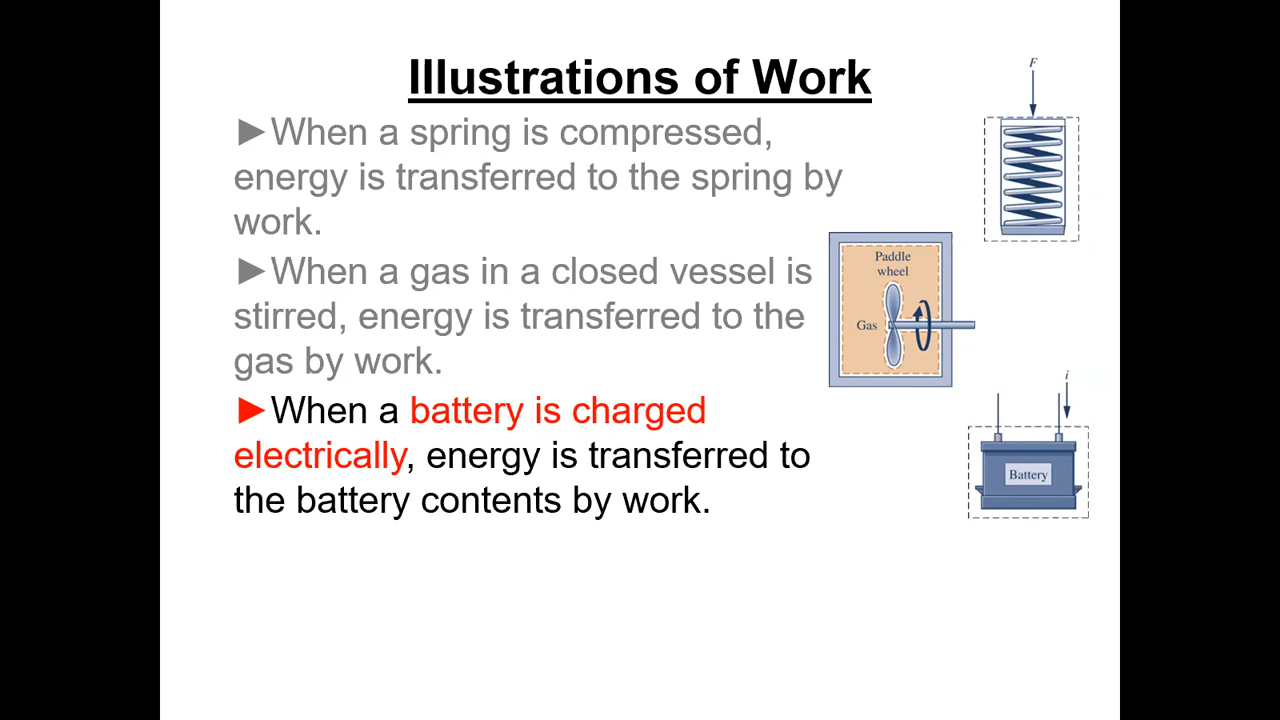 Illustrations of Work
►When a spring is compressed,
energy is transferred to the spring by
work.
F
►When a gas in a closed vessel is
stirred, energy is transferred to the
gas by work.
Paddle
wheel
Gas
►When a battery is charged
electrically, energy is transferred to
the battery contents by work.
i
Battery